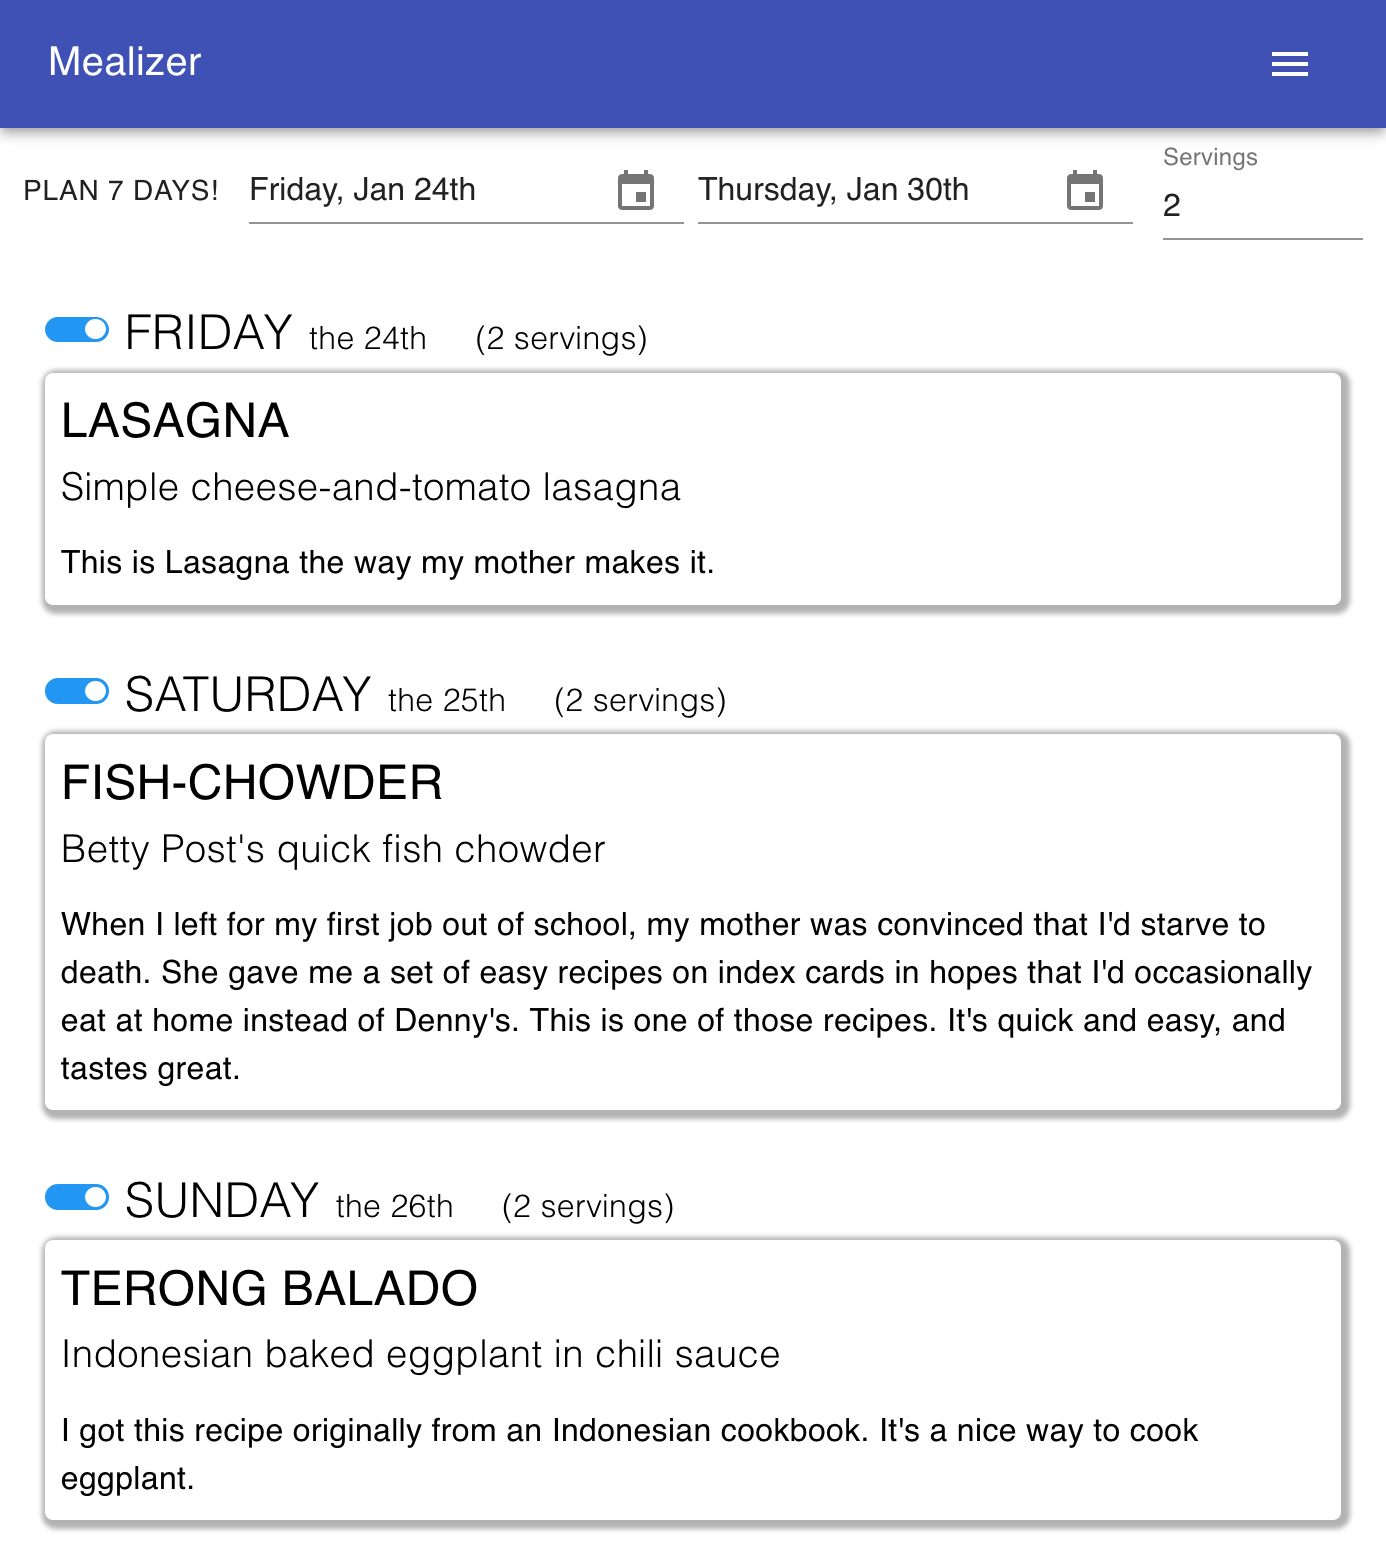 Mealizer
PLAN 7 DAYS! Friday, Jan 24th Thursday, Jan 30th Servings 2
FRIDAY the 24th (2 servings)
LASAGNA
Simple cheese-and-tomato lasagna
This is Lasagna the way my mother makes it.
SATURDAY the 25th (2 servings)
FISH-CHOWDER
Betty Post's quick fish chowder
When I left for my first job out of school, my mother was convinced that I'd starve to
death. She gave me a set of easy recipes on index cards in hopes that I'd occasionally
eat at home instead of Denny's. This is one of those recipes. It's quick and easy, and
tastes great.
SUNDAY the 26th (2 servings)
TERONG BALADO
Indonesian baked eggplant in chili sauce
I got this recipe originally from an Indonesian cookbook. It's a nice way to cook
eggplant.